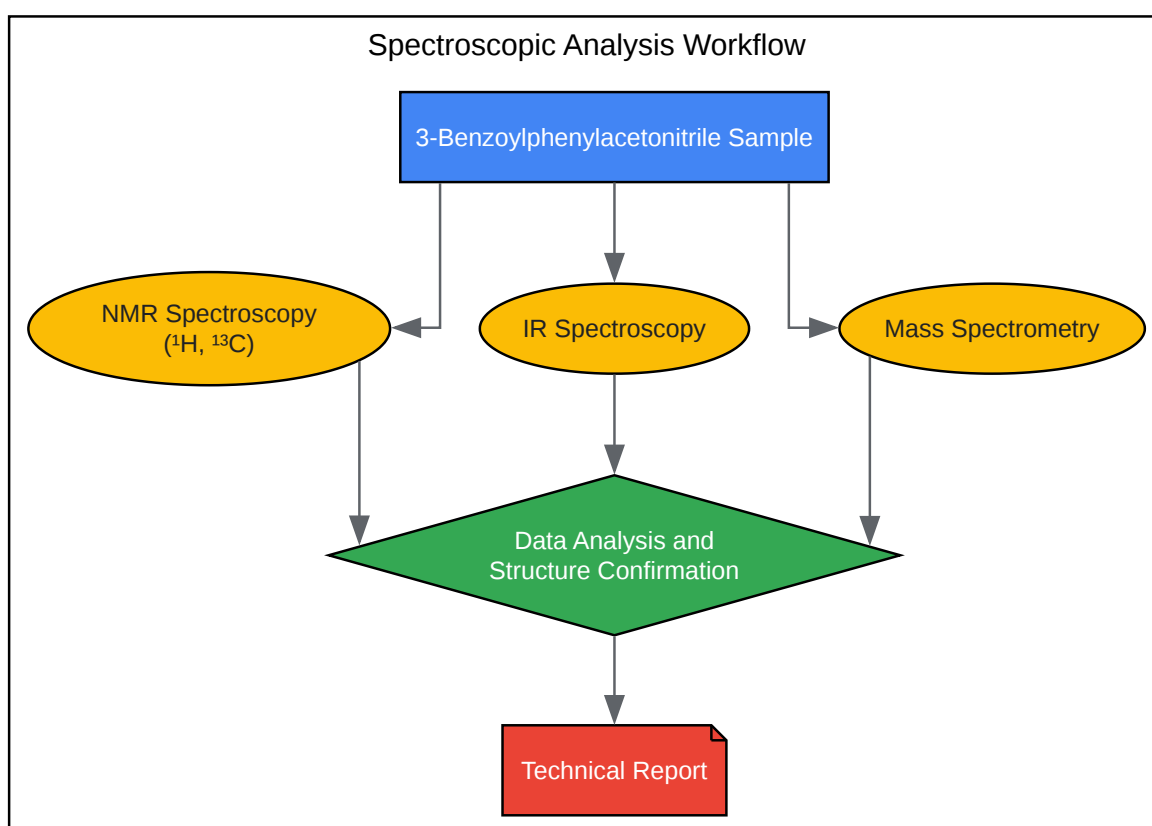 Spectroscopic Analysis Workflow
3-Benzoylphenylacetonitrile Sample
NMR Spectroscopy
(¹H, ¹³C)
IR Spectroscopy
Mass Spectrometry
Data Analysis and
Structure Confirmation
Technical Report